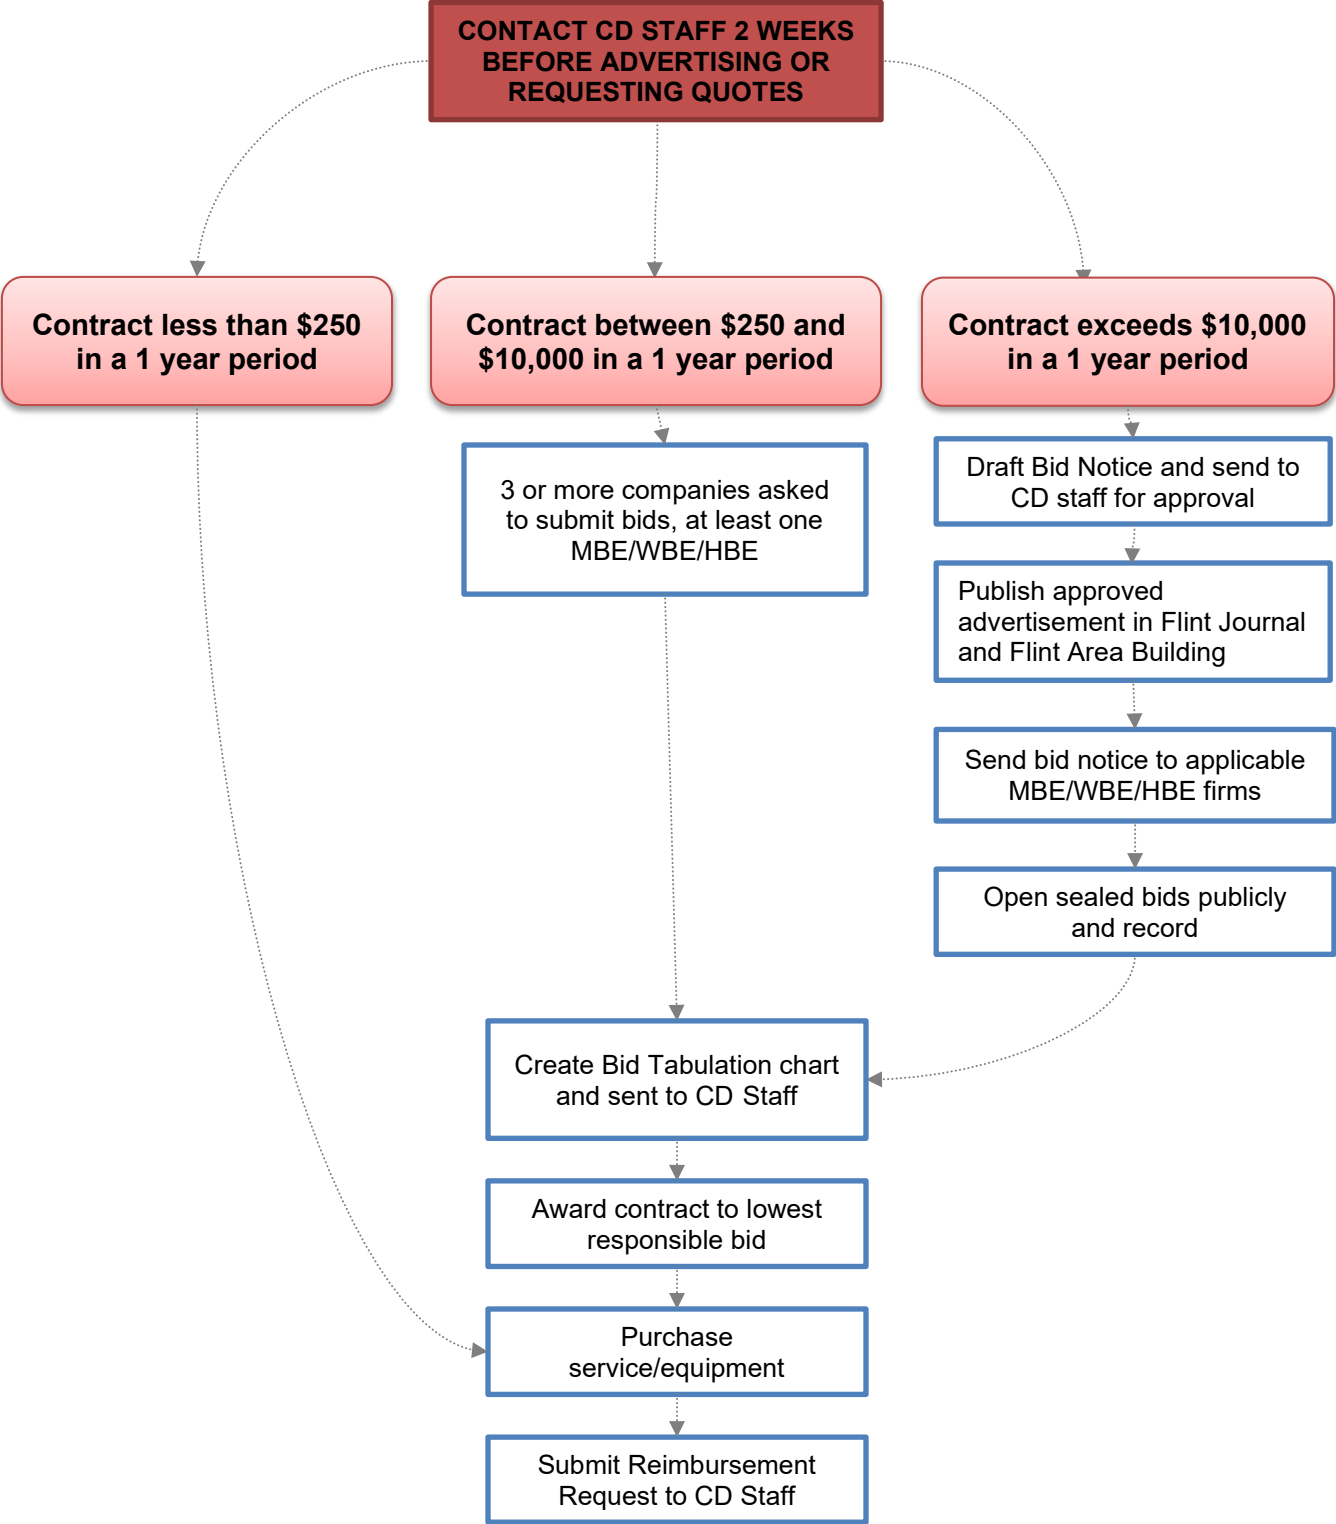 CONTACT CD STAFF 2 WEEKS
BEFORE ADVERTISING OR
REQUESTING QUOTES
Contract less than $250
in a 1 year period
Contract between $250 and
$10,000 in a 1 year period
Contract exceeds $10,000
in a 1 year period
3 or more companies asked
to submit bids, at least one
MBE/WBE/HBE
Draft Bid Notice and send to
CD staff for approval
Publish approved
advertisement in Flint Journal
and Flint Area Building
Send bid notice to applicable
MBE/WBE/HBE firms
Open sealed bids publicly
and record
Create Bid Tabulation chart
and sent to CD Staff
Award contract to lowest
responsible bid
Purchase
service/equipment
Submit Reimbursement
Request to CD Staff